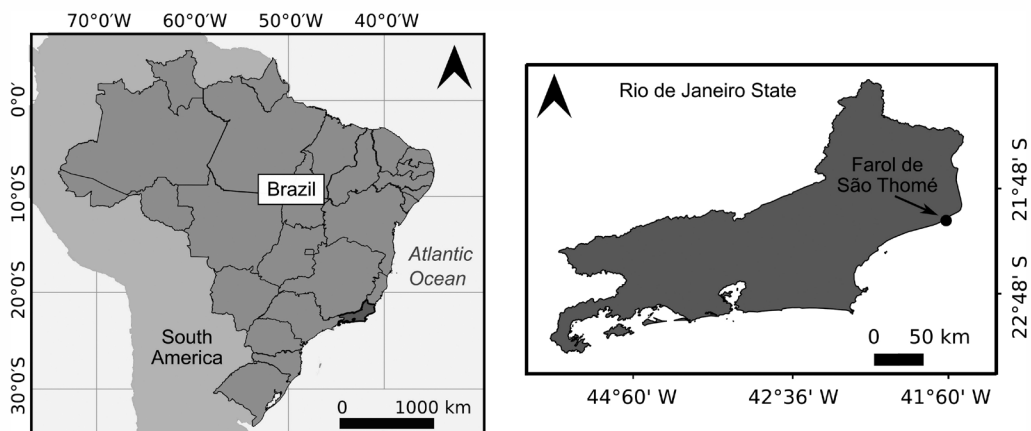 70°0′W 60°0′W 50°0′W 40°0′W
0°0′
10°0′S
20°0′S
30°0′S
Brazil
Atlantic
Ocean
South
America
0 1000 km
Rio de Janeiro State
Farol de
São Thomé
0 50 km
21°48' S
22°48' S
44°60' W 42°36' W 41°60' W